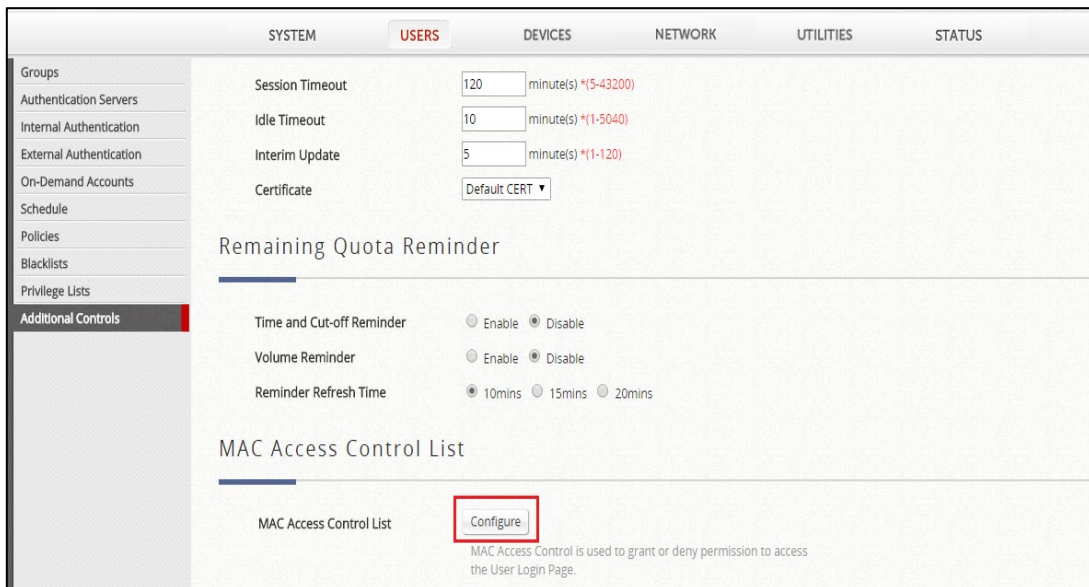 SYSTEM USERS DEVICES NETWORK UTILITIES STATUS
Groups
Authentication Servers
Internal Authentication
External Authentication
On-Demand Accounts
Schedule
Policies
Blacklists
Privilege Lists
Additional Controls
Session Timeout 120 minute(s) *(5-43200)
Idle Timeout 10 minute(s) *(1-5040)
Interim Update 5 minute(s) *(1-120)
Certificate Default CERT
Remaining Quota Reminder
Time and Cut-off Reminder Enable Disable
Volume Reminder Enable Disable
Reminder Refresh Time 10mins 15mins 20mins
MAC Access Control List
MAC Access Control List Configure
MAC Access Control is used to grant or deny permission to access
the User Login Page.